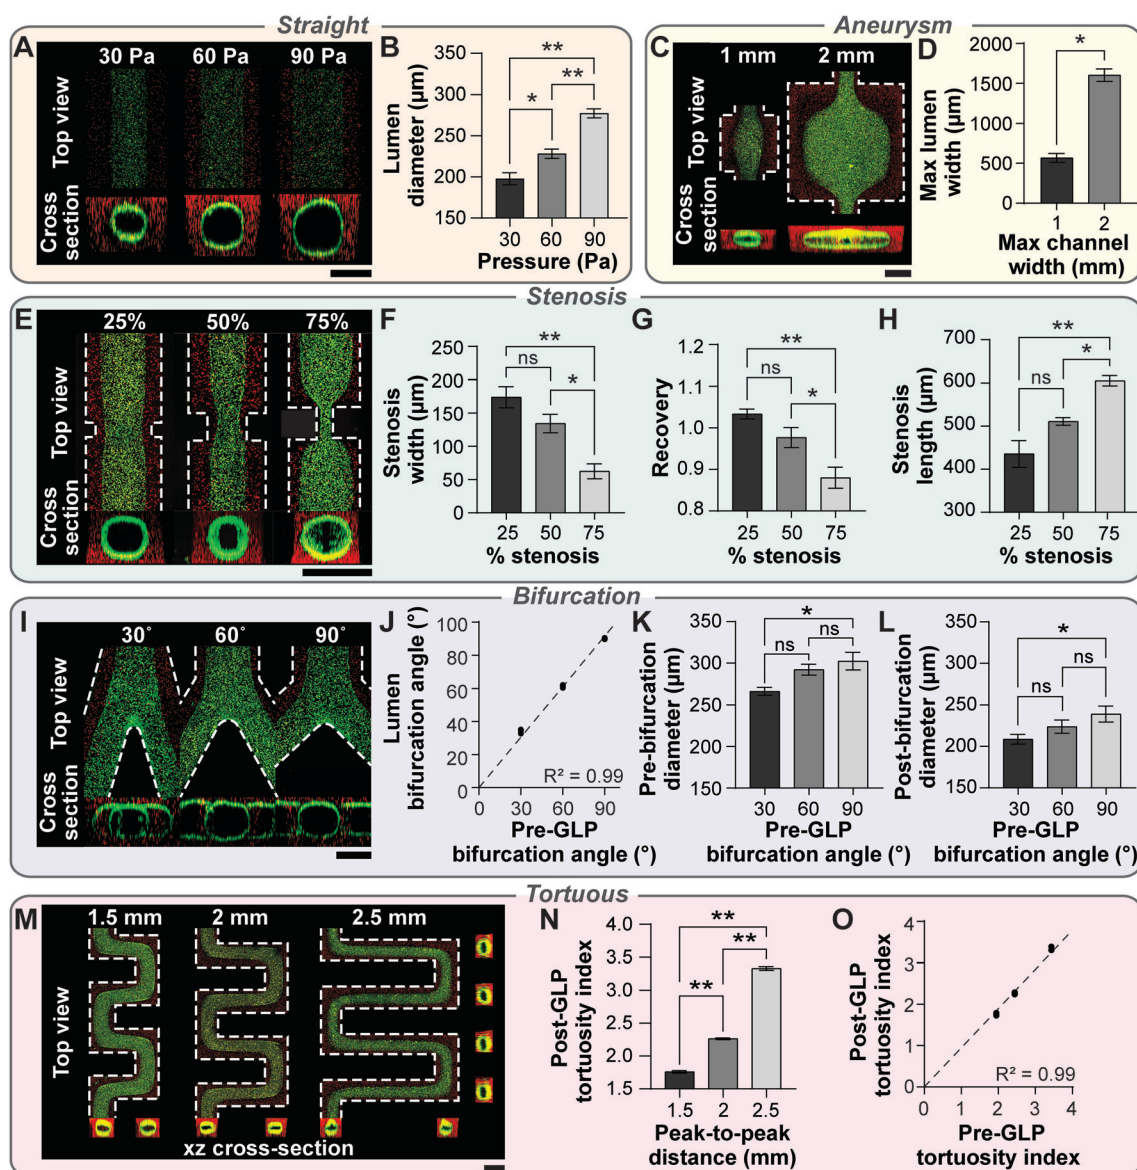 Straight
A
30 Pa 60 Pa 90 Pa
Top view
Cross
section
B
Lumen
diameter (µm)
350
300
250
200
150
**
**
*
30 60 90
Pressure (Pa)
Aneurysm
C
1 mm 2 mm
Top view
Cross
section
D
Max lumen
width (µm)
2000
1500
1000
500
0
*
1 2
Max channel
width (mm)
Stenosis
E
25% 50% 75%
Top view
Cross
section
F
Stenosis
width (µm)
250
200
150
100
50
0
**
ns
*
25 50 75
% stenosis
G
Recovery
1.2
1.1
1.0
0.9
0.8
**
ns
*
25 50 75
% stenosis
H
Stenosis
length (µm)
700
600
500
400
300
**
*
ns
25 50 75
% stenosis
Bifurcation
I
30° 60° 90°
Top view
Cross
section
J
Lumen
bifurcation angle (°)
100
80
60
40
20
0
R² = 0.99
0 30 60 90
Pre-GLP
bifurcation angle (°)
K
Pre-bifurcation
diameter (µm)
350
300
250
200
150
*
ns
ns
30 60 90
Pre-GLP
bifurcation angle (°)
L
Post-bifurcation
diameter (µm)
350
300
250
200
150
*
ns
ns
30 60 90
Pre-GLP
bifurcation angle (°)
Tortuous
M
1.5 mm 2 mm 2.5 mm
Top view
xz cross-section
N
Post-GLP
tortuosity index
4.0
3.5
3.0
2.5
2.0
1.5
**
**
**
1.5 2 2.5
Peak-to-peak
distance (mm)
O
Post-GLP
tortuosity index
4
3
2
1
0
R² = 0.99
0 1 2 3 4
Pre-GLP
tortuosity index